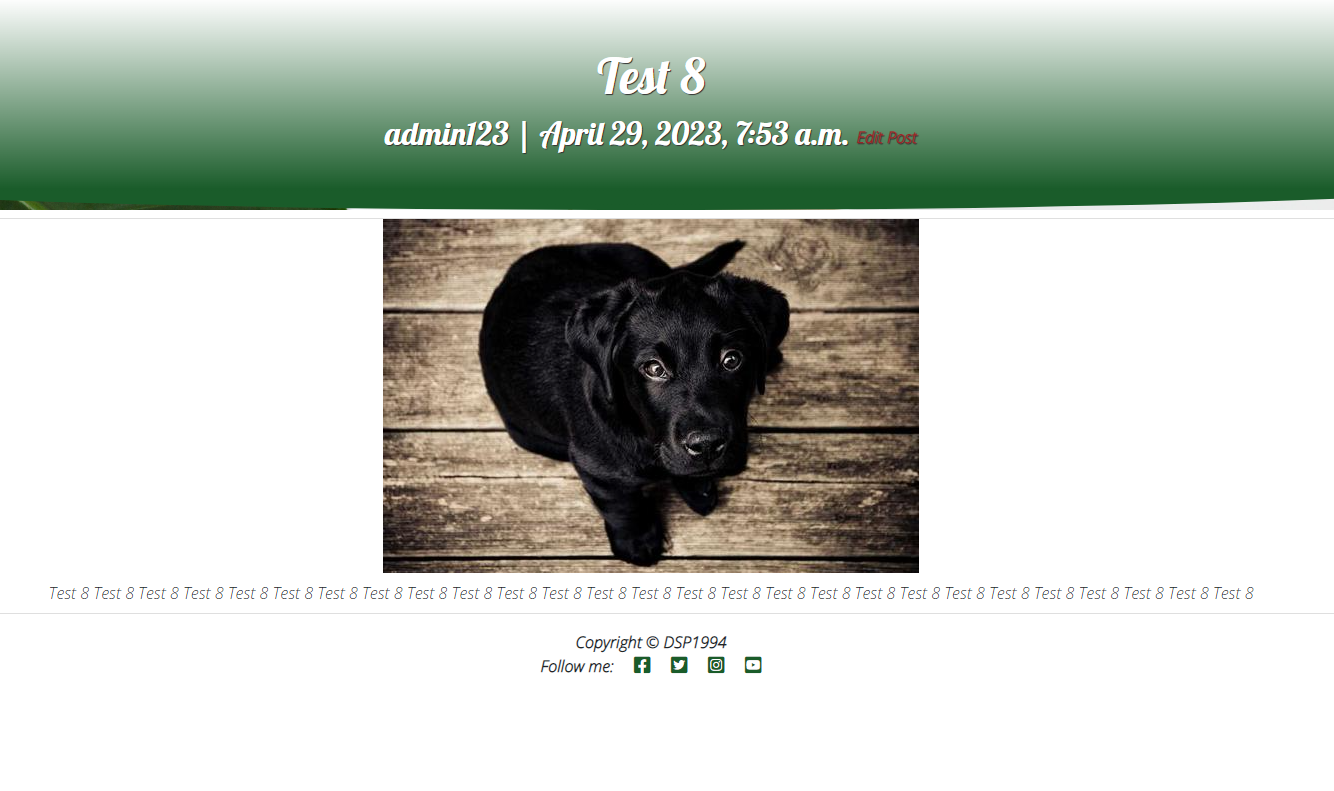 Test 8
admin123 | April 29, 2023, 7:53 a.m. Edit Post
Test 8 Test 8 Test 8 Test 8 Test 8 Test 8 Test 8 Test 8 Test 8 Test 8 Test 8 Test 8 Test 8 Test 8 Test 8 Test 8 Test 8 Test 8 Test 8 Test 8 Test 8 Test 8 Test 8 Test 8 Test 8 Test 8 Test 8
Copyright © DSP1994
Follow me: